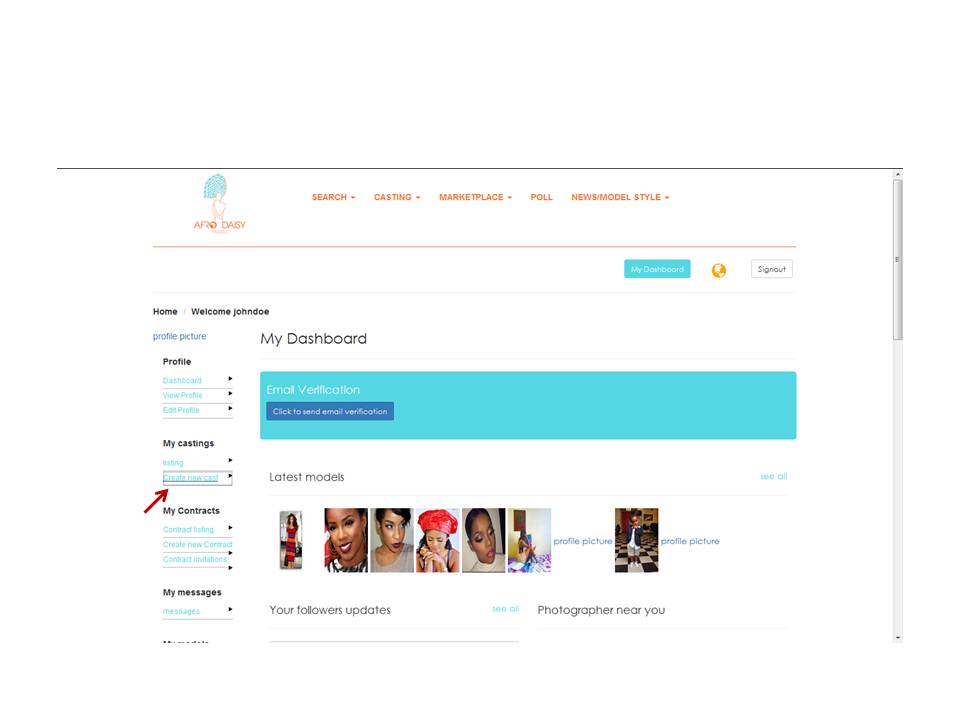 SEARCH CASTING MARKETPLACE POLL NEWS/MODEL STYLE
AFRO DAISY
My Dashboard Signout
Home / Welcome johndoe
profile picture
Profile
Dashboard
View Profile
Edit Profile
My castings
listing
Create new cast
My Contracts
Contract listing
Create new Contract
Contract invitations
My messages
messages
My models
My Dashboard
Email Verification
Click to send email verification
Latest models see all
profile picture profile picture
Your followers updates see all
Photographer near you